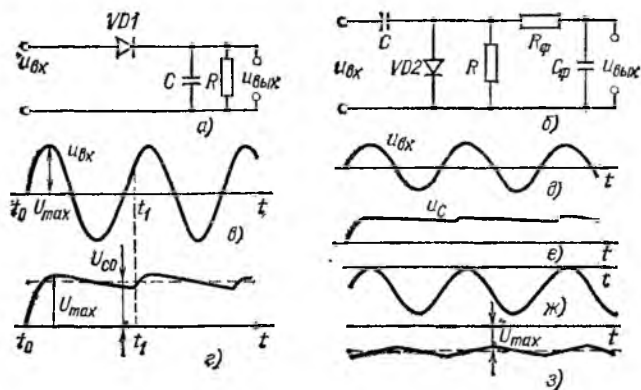 VD1
uвх
C
R
uвых
а)
C
Rф
uвх
VD2
R
Cф
uвых
б)
uвх
Umax
t0
t1
t
в)
UC0
Umax
t0
t1
t
г)
uвх
t
д)
uC
t
е)
t
ж)
Umax
t
з)